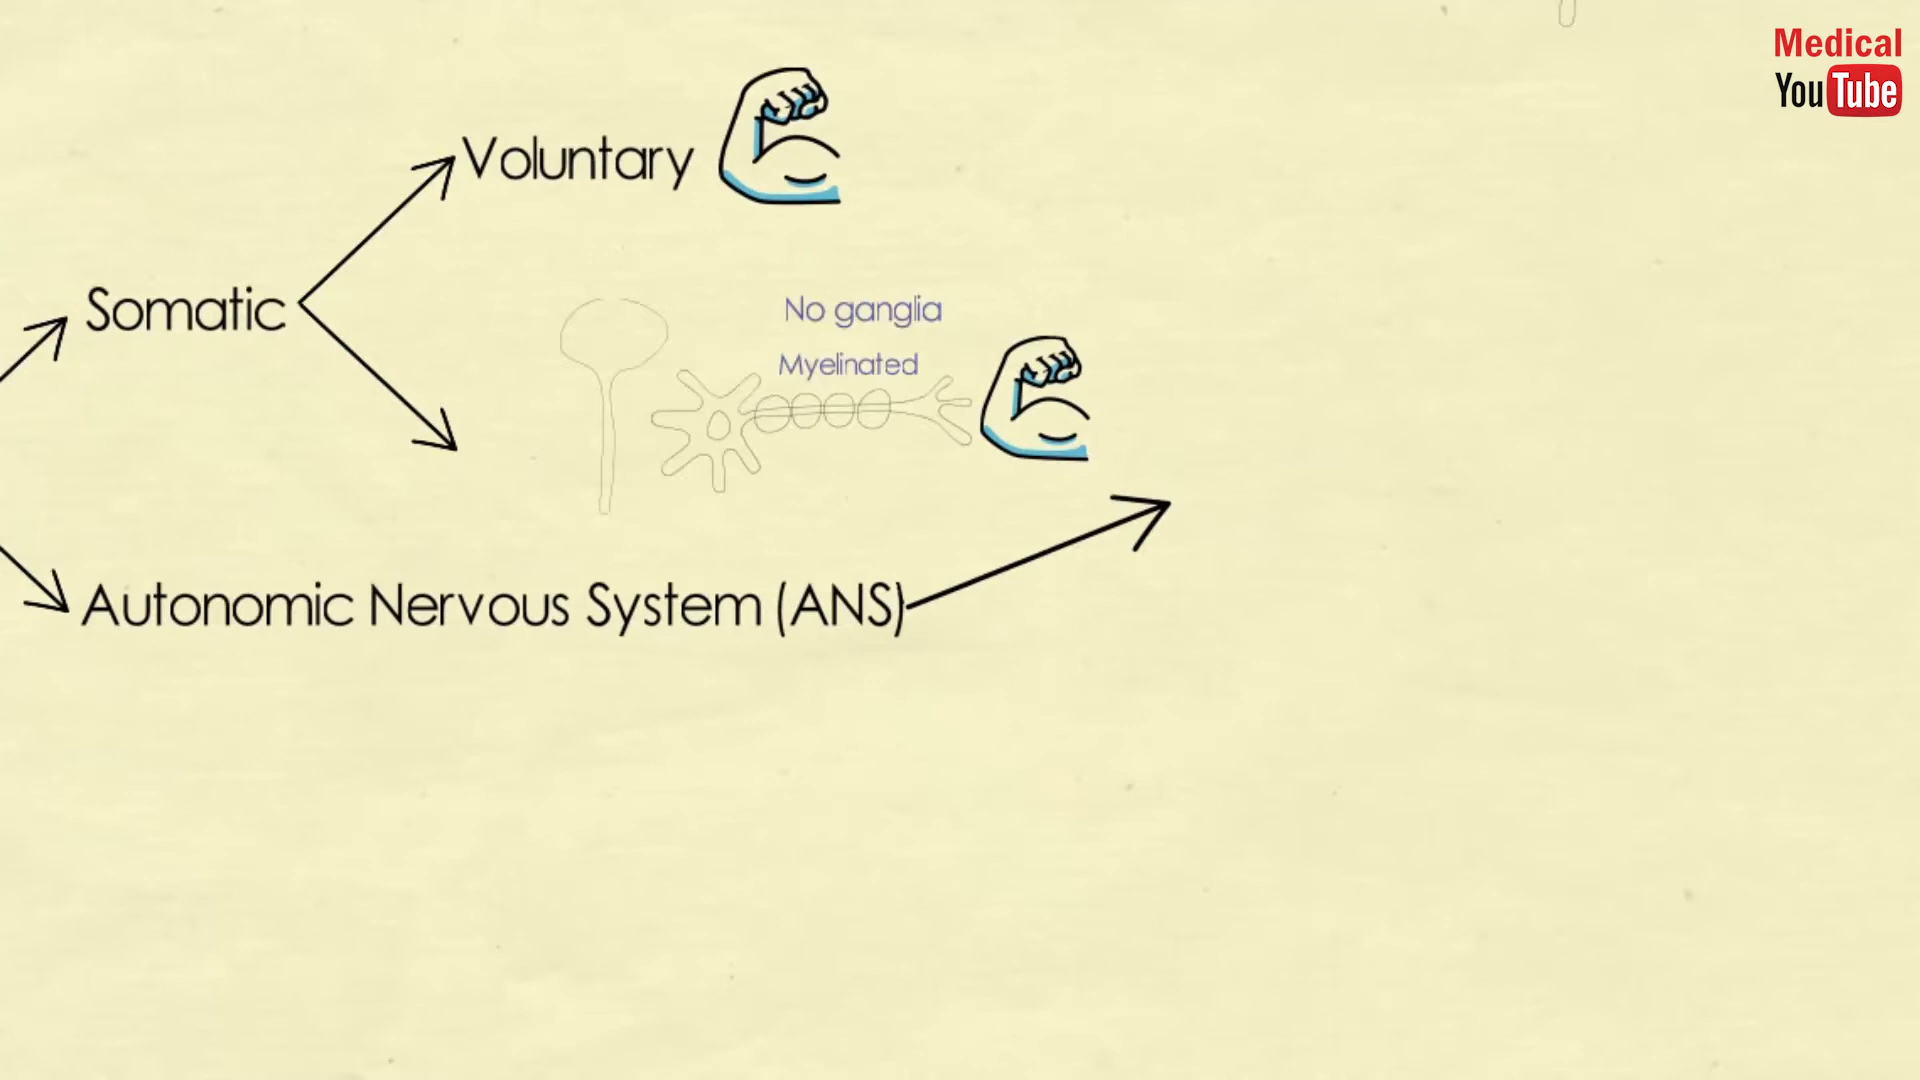 Medical
YouTube
Voluntary
Somatic
No ganglia
Myelinated
Autonomic Nervous System (ANS)